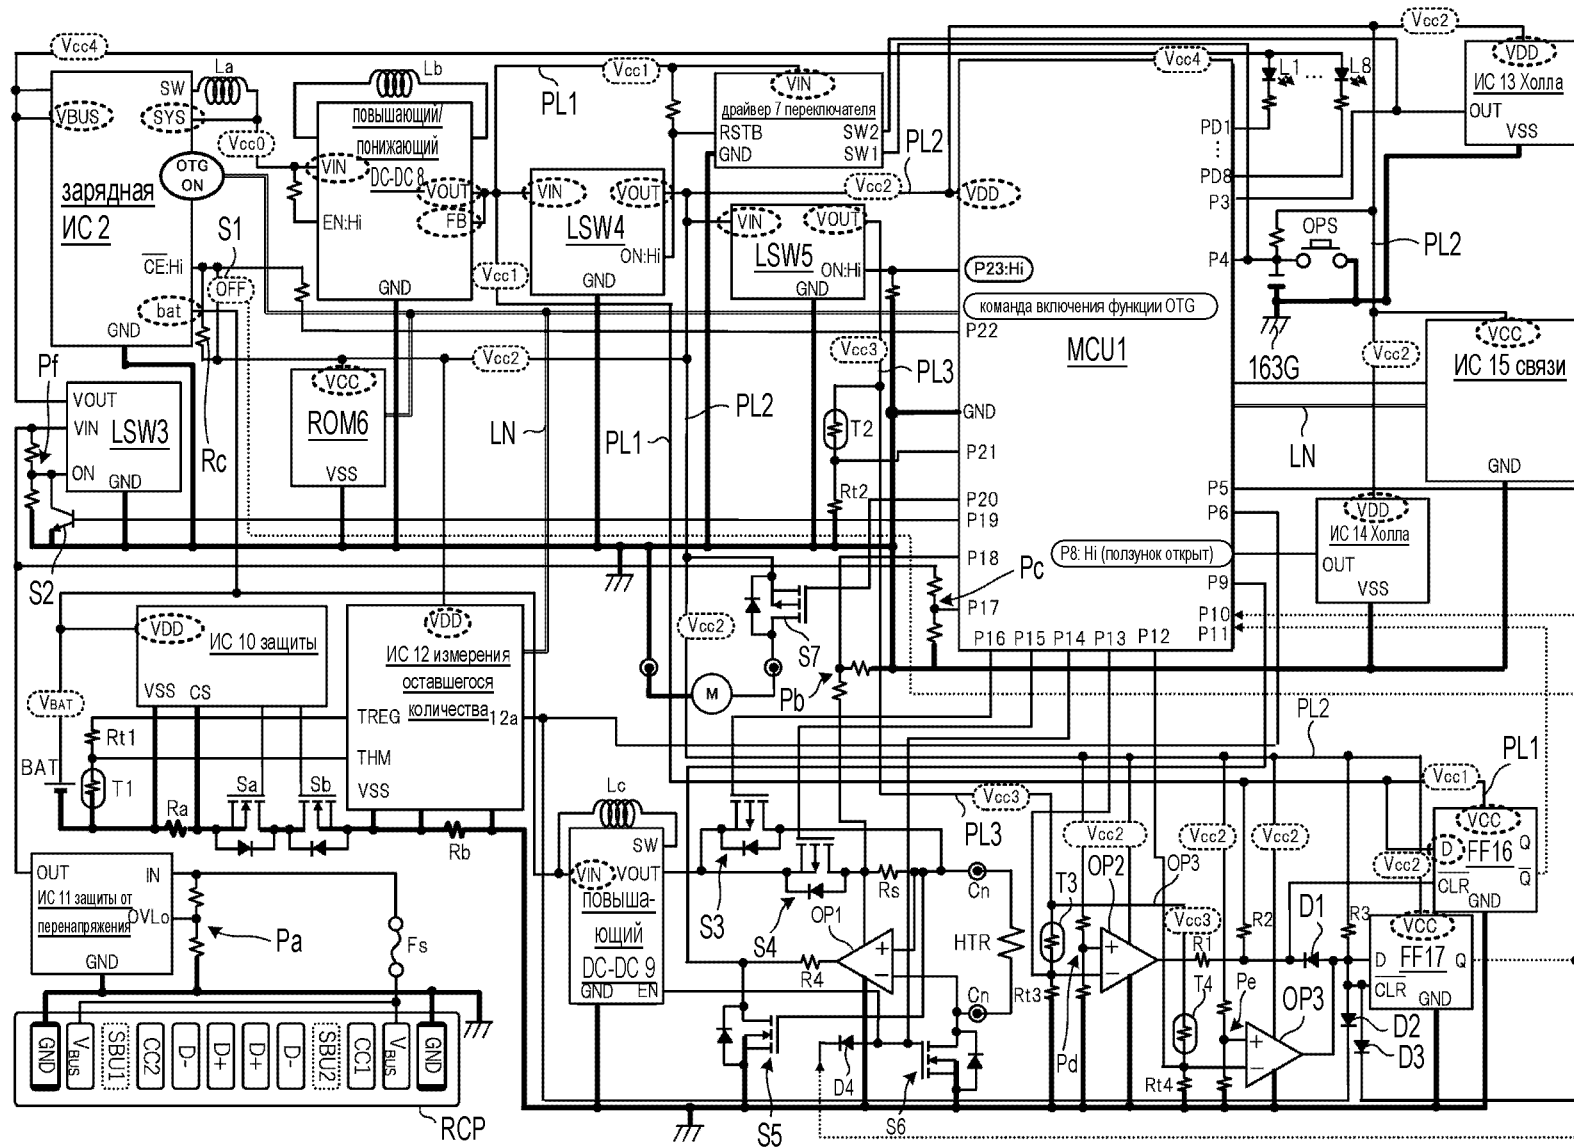 Vcc4
La
SW
VBUS
SYS
Vcc0
OTG
ON
зарядная
ИС 2
CE:Hi
bat
GND
S1
OFF
Lb
повышающий/
понижающий
DC-DC 8
VIN
VOUT
FB
EN:Hi
GND
PL1
Vcc1
VIN
VOUT
LSW4
ON:Hi
GND
Vcc1
VIN
драйвер 7 переключателя
RSTB
GND
SW2
SW1
Vcc2
PL2
VIN
VOUT
LSW5
ON:Hi
GND
Vcc4
VDD
P23:Hi
команда включения функции OTG
P22
MCU1
GND
P21
P20
P19
P18
P17
P16
P15
P14
P13
P12
PD1
PD8
P3
P4
P5
P6
P8: Hi (ползунок открыт)
P9
P10
P11
L1 ... L8
Vcc2
VDD
ИС 13 Холла
OUT
VSS
OPS
PL2
163G
Vcc2
VCC
ИС 15 связи
GND
LN
VDD
ИС 14 Холла
OUT
VSS
Pf
VOUT
VIN
LSW3
ON
GND
S2
Rc
Vcc2
VCC
ROM6
VSS
LN
PL1
PL2
Vcc3
PL3
T2
Rt2
Pc
S7
M
Pb
Vcc2
VDD
ИС 10 защиты
VSS
CS
VBAT
BAT
Rt1
T1
Ra
Sa
Sb
Rb
VDD
ИС 12 измерения
оставшегося
количества
12a
TREG
THM
VSS
OUT
IN
ИС 11 защиты от
перенапряжения
OVLo
GND
Pa
Fs
GND
VBUS
SBU1
CC2
D-
D+
D+
D-
SBU2
CC1
VBUS
GND
RCP
Lc
SW
VIN
VOUT
повыша-
ющий
DC-DC 9
GND
EN
S3
S4
OP1
Rs
R4
S5
D4
S6
Cn
HTR
Cn
Vcc3
PL3
T3
Rt3
Pd
Vcc2
OP2
OP3
Vcc3
R1
T4
Rt4
Vcc2
Vcc2
R2
Pe
OP3
D1
R3
PL2
Vcc1
PL1
VCC
D
Q
FF16
CLR
Q
GND
Vcc2
VCC
D
FF17
Q
CLR
GND
D2
D3